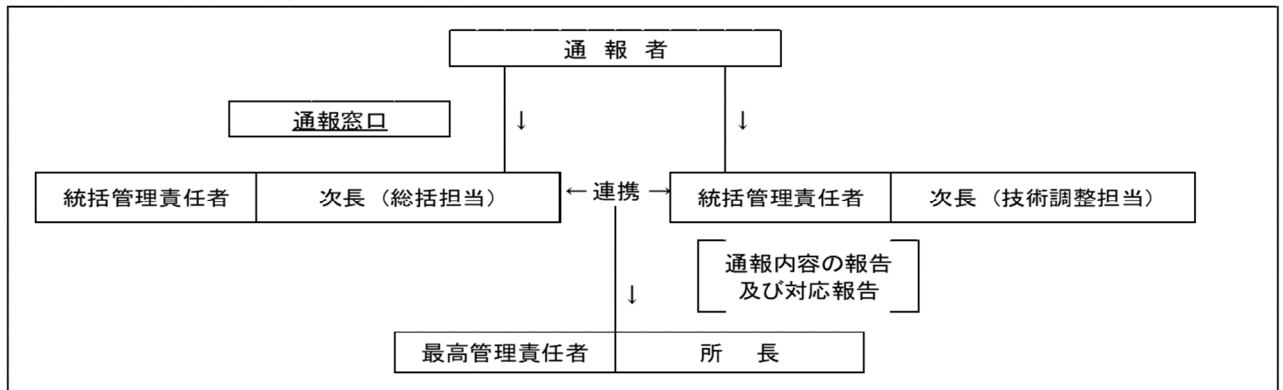 通 報 者
通報窓口 ↓ ↓
統括管理責任者 次長（総括担当） ←連携→ 統括管理責任者 次長（技術調整担当）
通報内容の報告
及び対応報告
↓
最高管理責任者 所 長